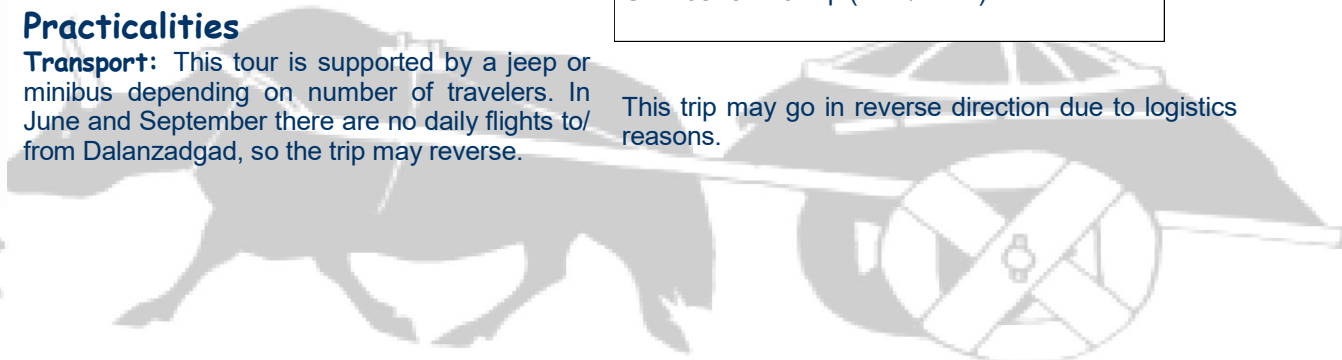 Practicalities
Transport: This tour is supported by a jeep or
minibus depending on number of travelers. In
June and September there are no daily flights to/
from Dalanzadgad, so the trip may reverse.
This trip may go in reverse direction due to logistics
reasons.